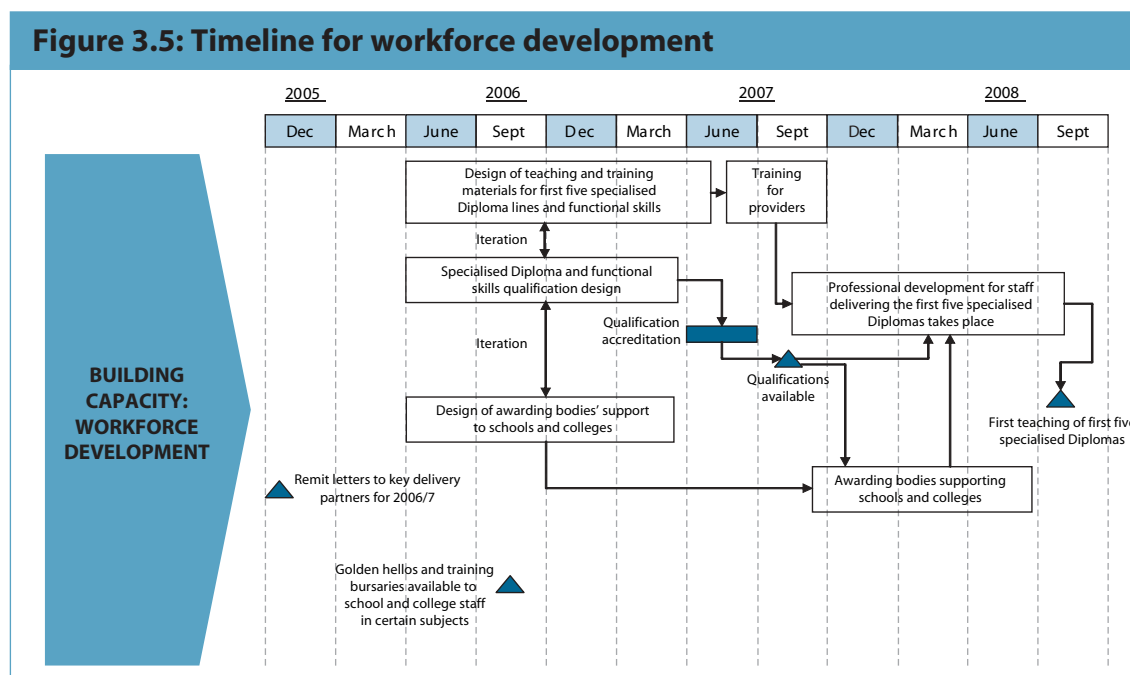 Figure 3.5: Timeline for workforce development
2005 2006 2007 2008
Dec March June Sept Dec March June Sept Dec March June Sept
BUILDING
CAPACITY:
WORKFORCE
DEVELOPMENT
Design of teaching and training
materials for first five specialised
Diploma lines and functional skills
Training
for
providers
Iteration
Specialised Diploma and functional
skills qualification design
Professional development for staff
delivering the first five specialised
Diplomas takes place
Qualification
accreditation
Iteration
Qualifications
available
Design of awarding bodies' support
to schools and colleges
First teaching of first five
specialised Diplomas
Remit letters to key delivery
partners for 2006/7
Awarding bodies supporting
schools and colleges
Golden hellos and training
bursaries available to
school and college staff
in certain subjects